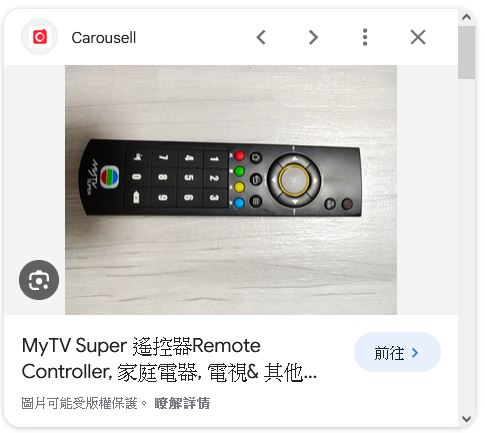 Carousell
MyTV
SUPER
7 4 1
0 8 5 2
9 6 3
MyTV Super 遙控器Remote
Controller, 家庭電器, 電視& 其他...
前往
圖片可能受版權保護。 瞭解詳情